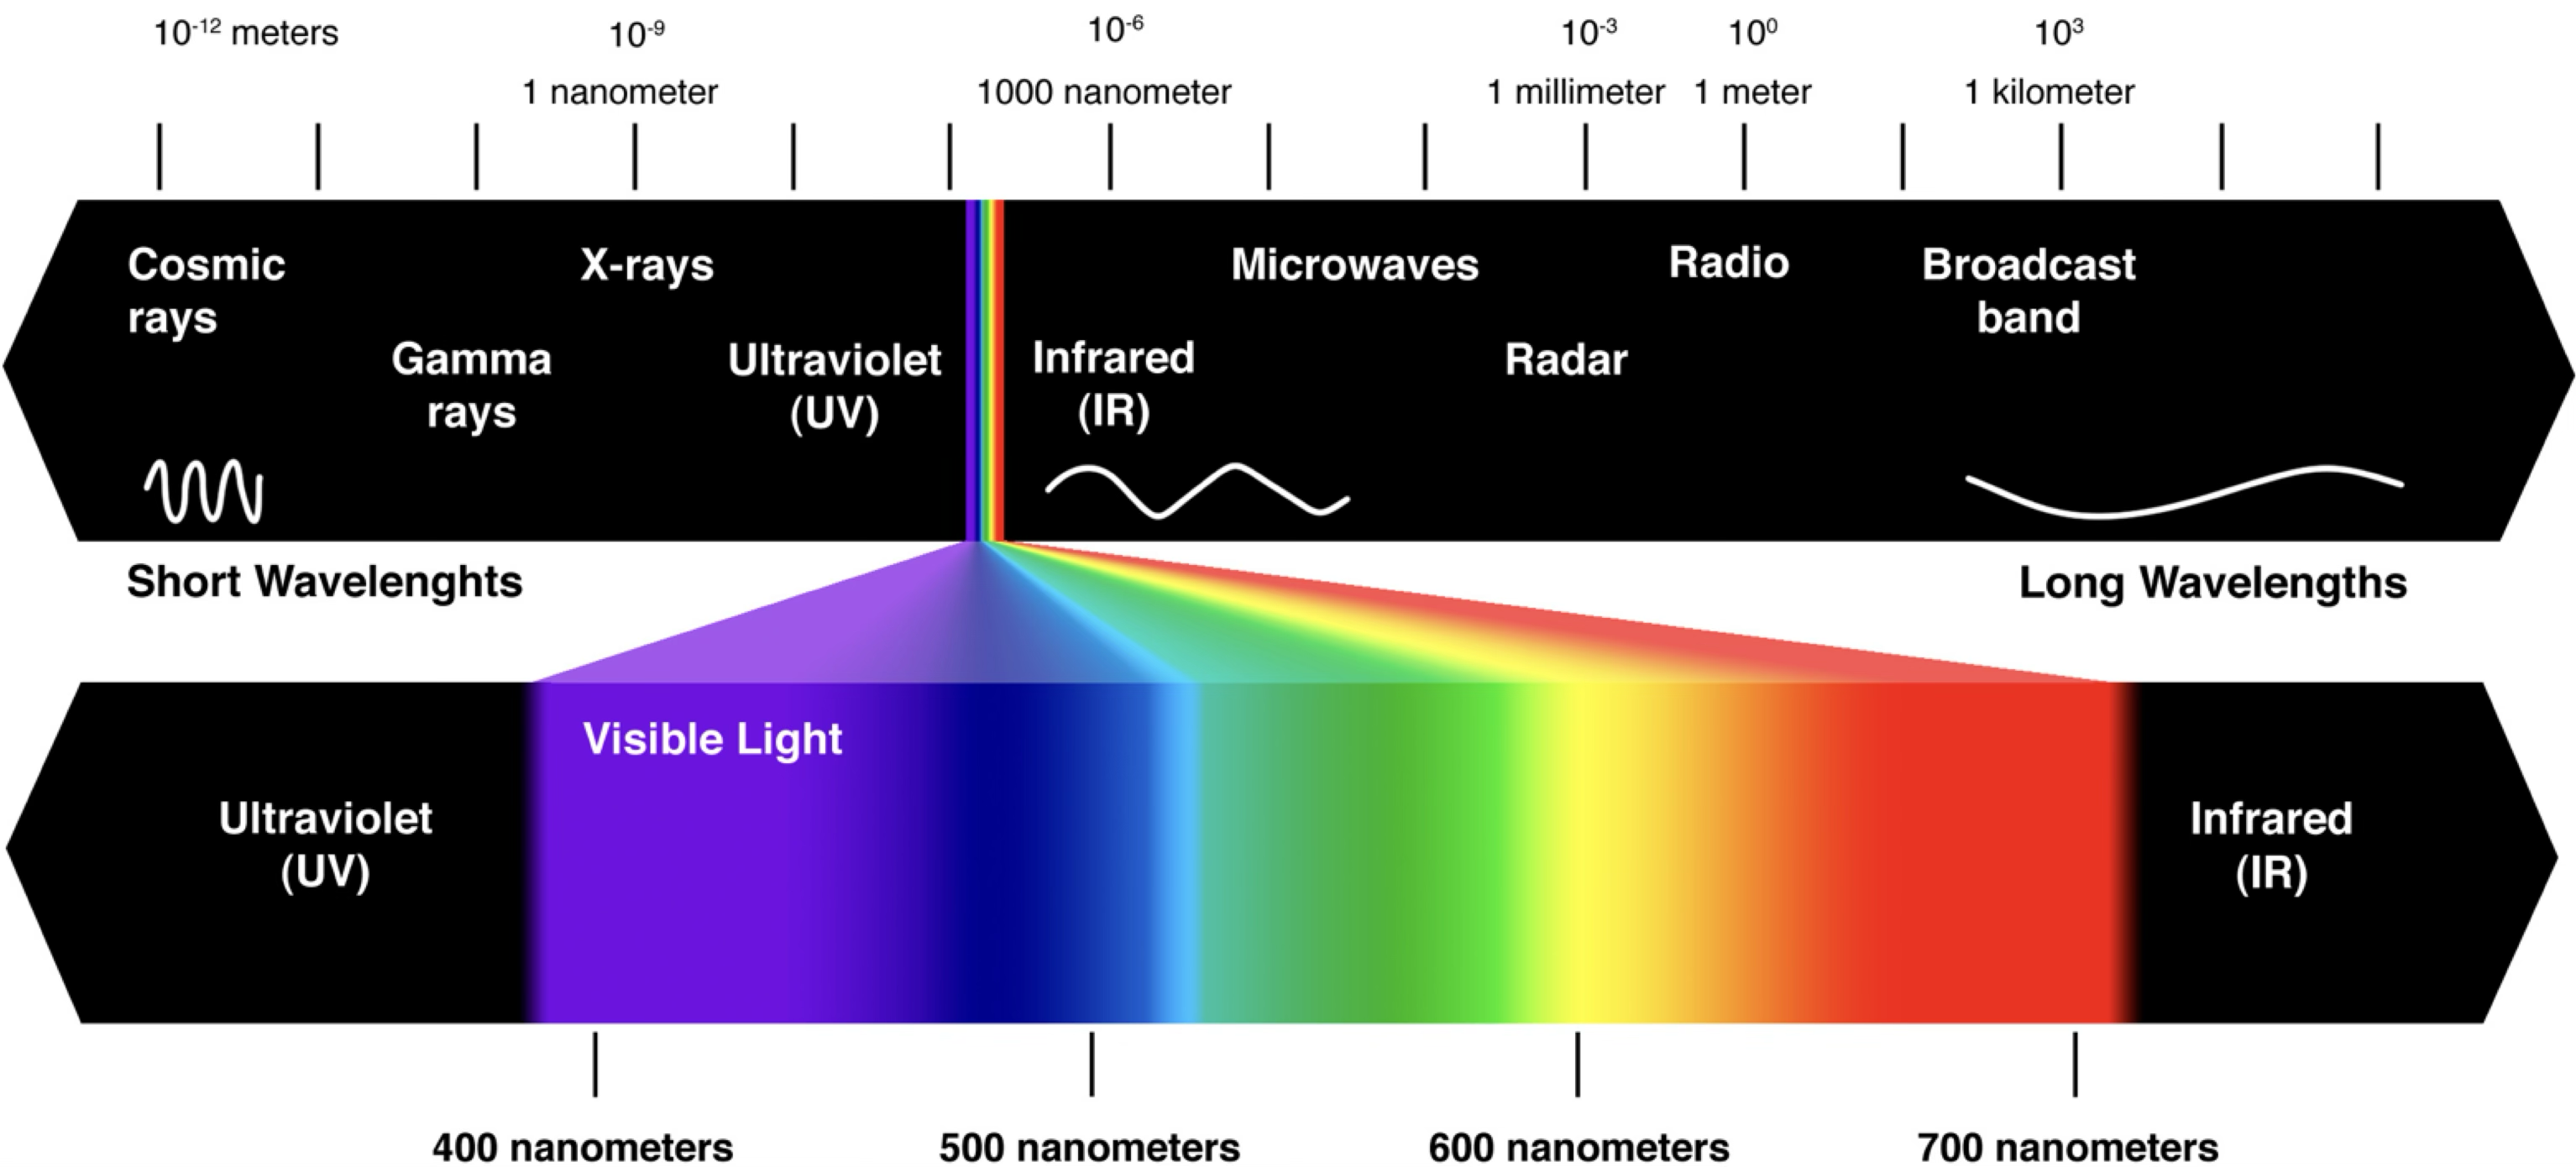 10⁻¹² meters 10⁻⁹ 10⁻⁶ 10⁻³ 10⁰ 10³
1 nanometer 1000 nanometer 1 millimeter 1 meter 1 kilometer
Cosmic
rays
X-rays
Microwaves
Radio
Broadcast
band
Gamma
rays
Ultraviolet
(UV)
Infrared
(IR)
Radar
Short Wavelenghts
Long Wavelengths
Visible Light
Ultraviolet
(UV)
Infrared
(IR)
400 nanometers 500 nanometers 600 nanometers 700 nanometers